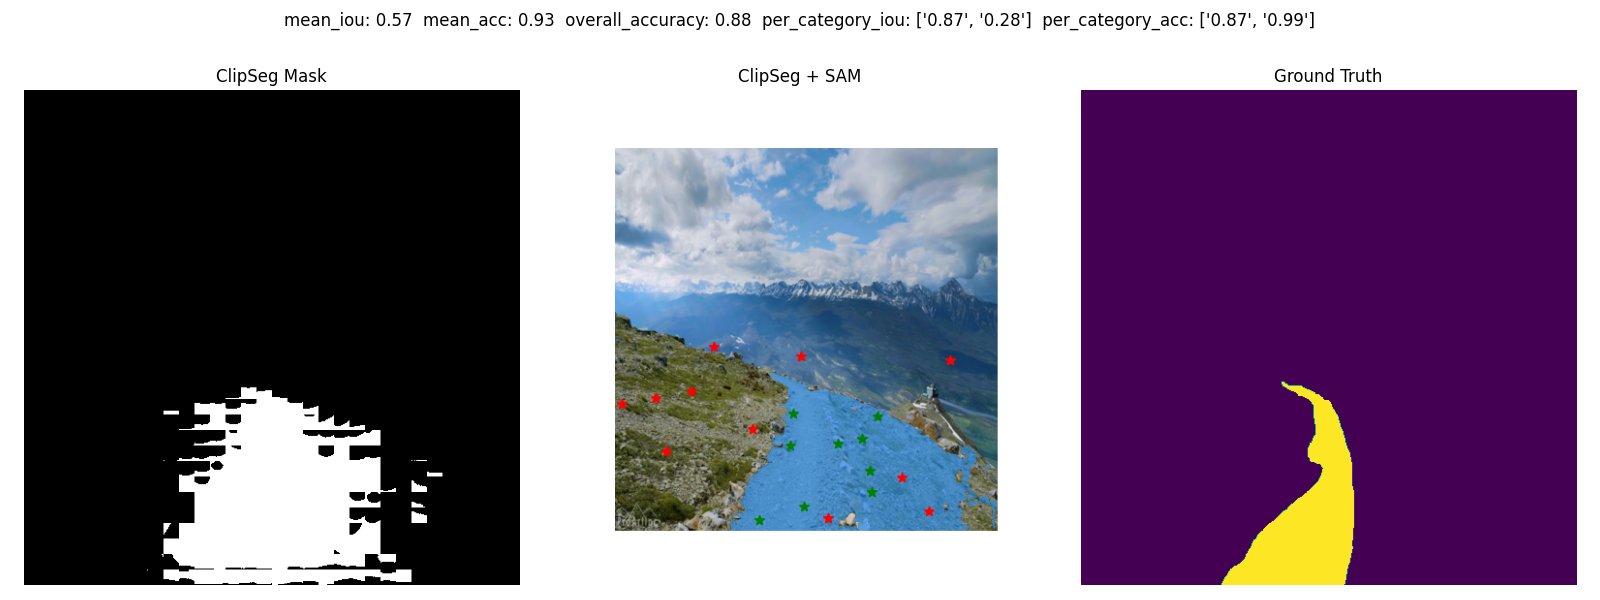 mean_iou: 0.57 mean_acc: 0.93 overall_accuracy: 0.88 per_category_iou: ['0.87', '0.28'] per_category_acc: ['0.87', '0.99']
ClipSeg Mask
ClipSeg + SAM
Ground Truth